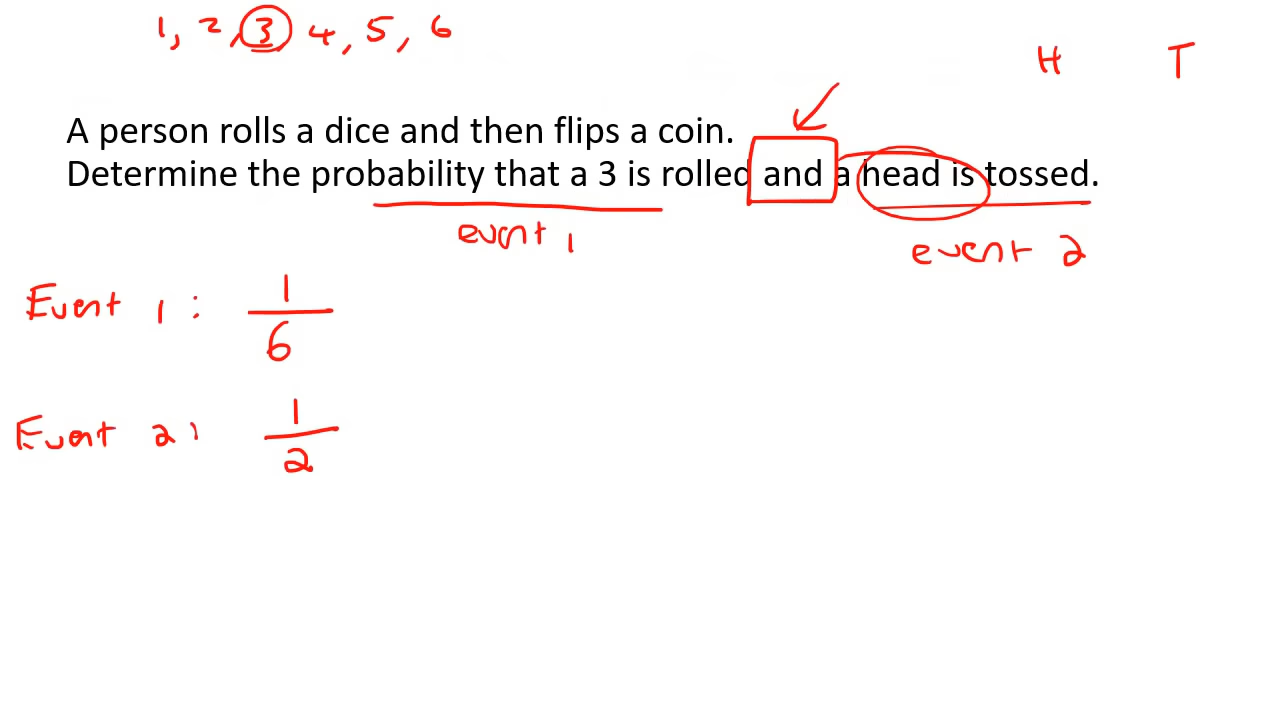 1, 2, 3 4, 5, 6
H T
A person rolls a dice and then flips a coin.
Determine the probability that a 3 is rolled and a head is tossed.
event 1
event 2
Event 1: 1/6
Event 2: 1/2